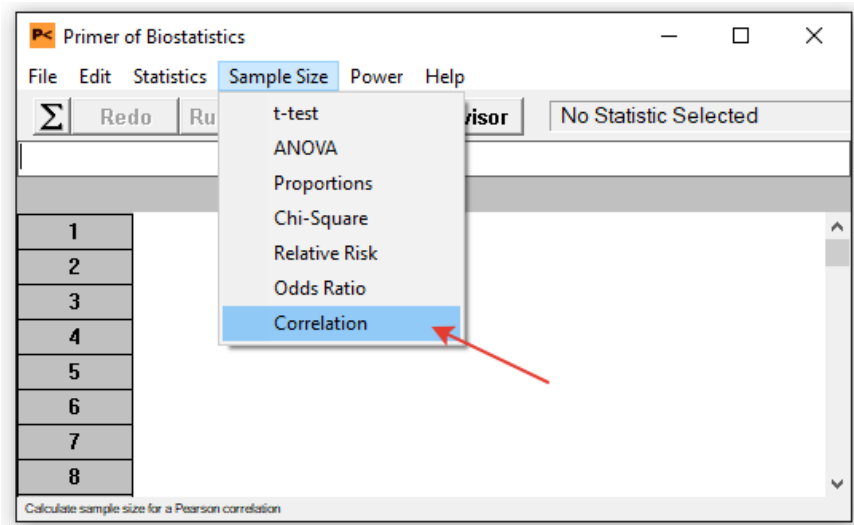 P< Primer of Biostatistics
File Edit Statistics Sample Size Power Help
Σ Redo Ru visor No Statistic Selected
t-test
ANOVA
Proportions
Chi-Square
Relative Risk
Odds Ratio
Correlation
1
2
3
4
5
6
7
8
Calculate sample size for a Pearson correlation